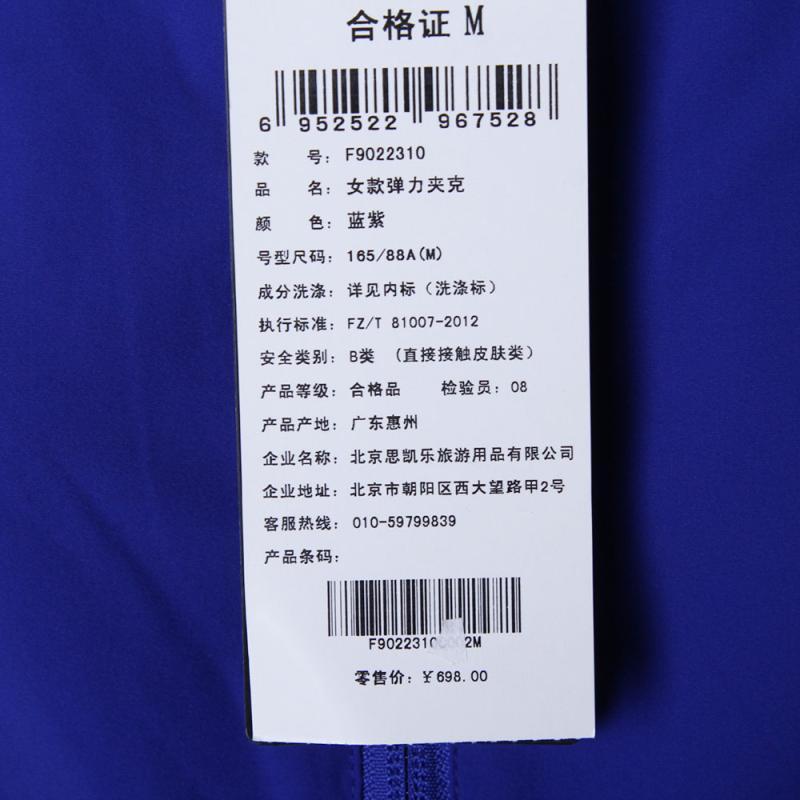 合格证 M
6 952522 967528
款 号：F9022310
品 名：女款弹力夹克
颜 色：蓝紫
号型尺码：165/88A(M)
成分洗涤：详见内标（洗涤标）
执行标准：FZ/T 81007-2012
安全类别：B类 （直接接触皮肤类）
产品等级：合格品 检验员：08
产品产地：广东惠州
企业名称：北京思凯乐旅游用品有限公司
企业地址：北京市朝阳区西大望路甲2号
客服热线：010-59799839
产品条码：
零售价：￥698.00